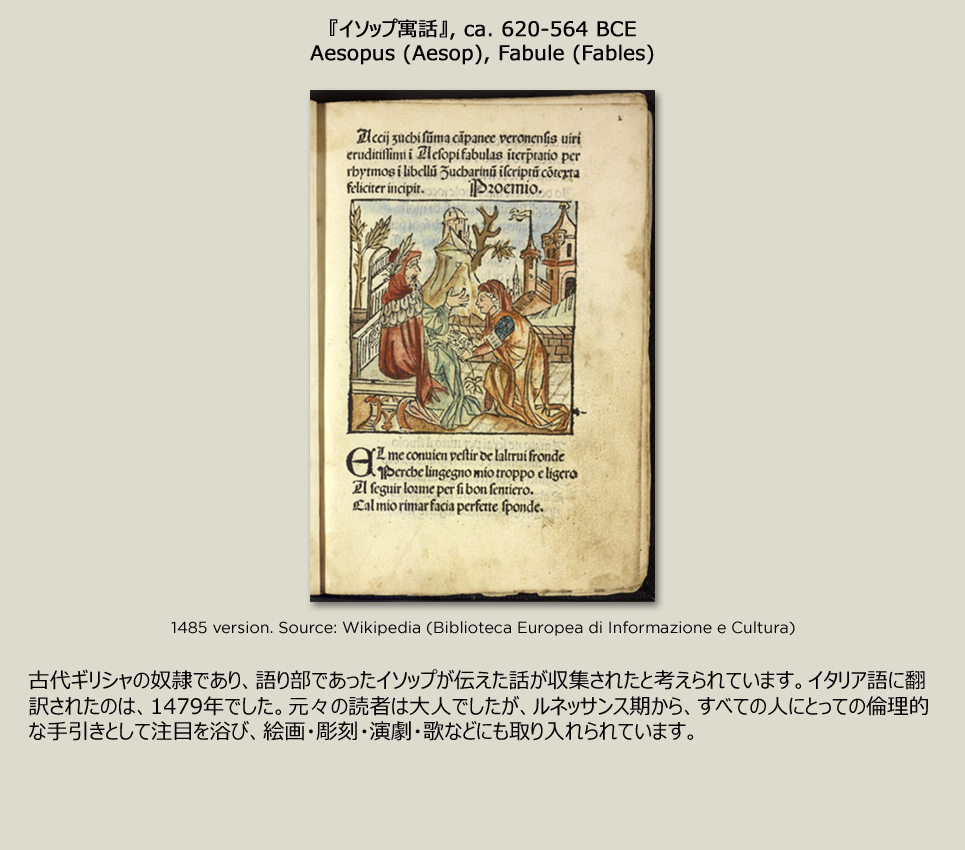 『イソップ寓話』, ca. 620-564 BCE
Aesopus (Aesop), Fabule (Fables)
Accij zuchi sũma cãpanee veronensis uiri
eruditissimi ĩ Aesopi fabulas ĩterp̃tatio per
rhytmos ĩ libellũ Zucharinũ ĩscriptũ cõtexta
feliciter incipit. Proemio.
EL me conuien vestir de laltrui fronde
Perche lingegno mio troppo e ligero
A seguir lorme per si bon sentiero.
Cal mio rimar facia perfette sponde.
1485 version. Source: Wikipedia (Biblioteca Europea di Informazione e Cultura)
古代ギリシャの奴隷であり、語り部であったイソップが伝えた話が収集されたと考えられています。イタリア語に翻
訳されたのは、1479年でした。元々の読者は大人でしたが、ルネッサンス期から、すべての人にとっての倫理的
な手引きとして注目を浴び、絵画・彫刻・演劇・歌などにも取り入れられています。